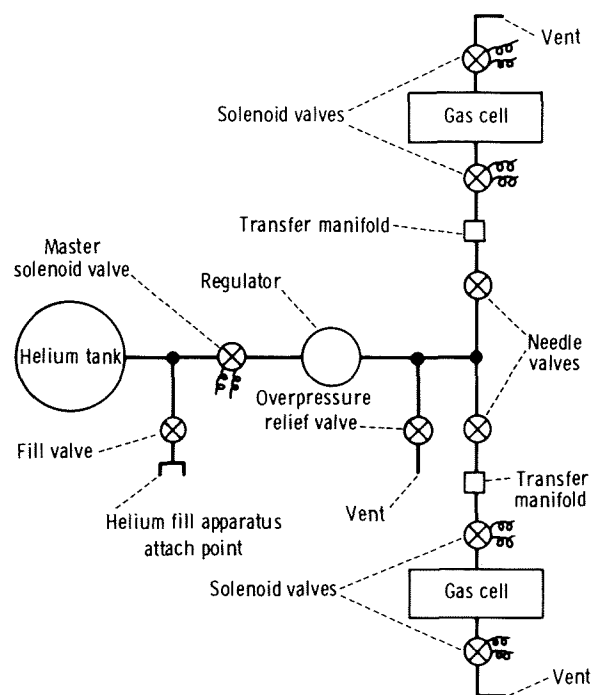 Vent
Solenoid valves
Gas cell
Transfer manifold
Master
solenoid valve
Regulator
Helium tank
Needle
valves
Overpressure
relief valve
Fill valve
Helium fill apparatus
attach point
Vent
Transfer
manifold
Solenoid valves
Gas cell
Vent